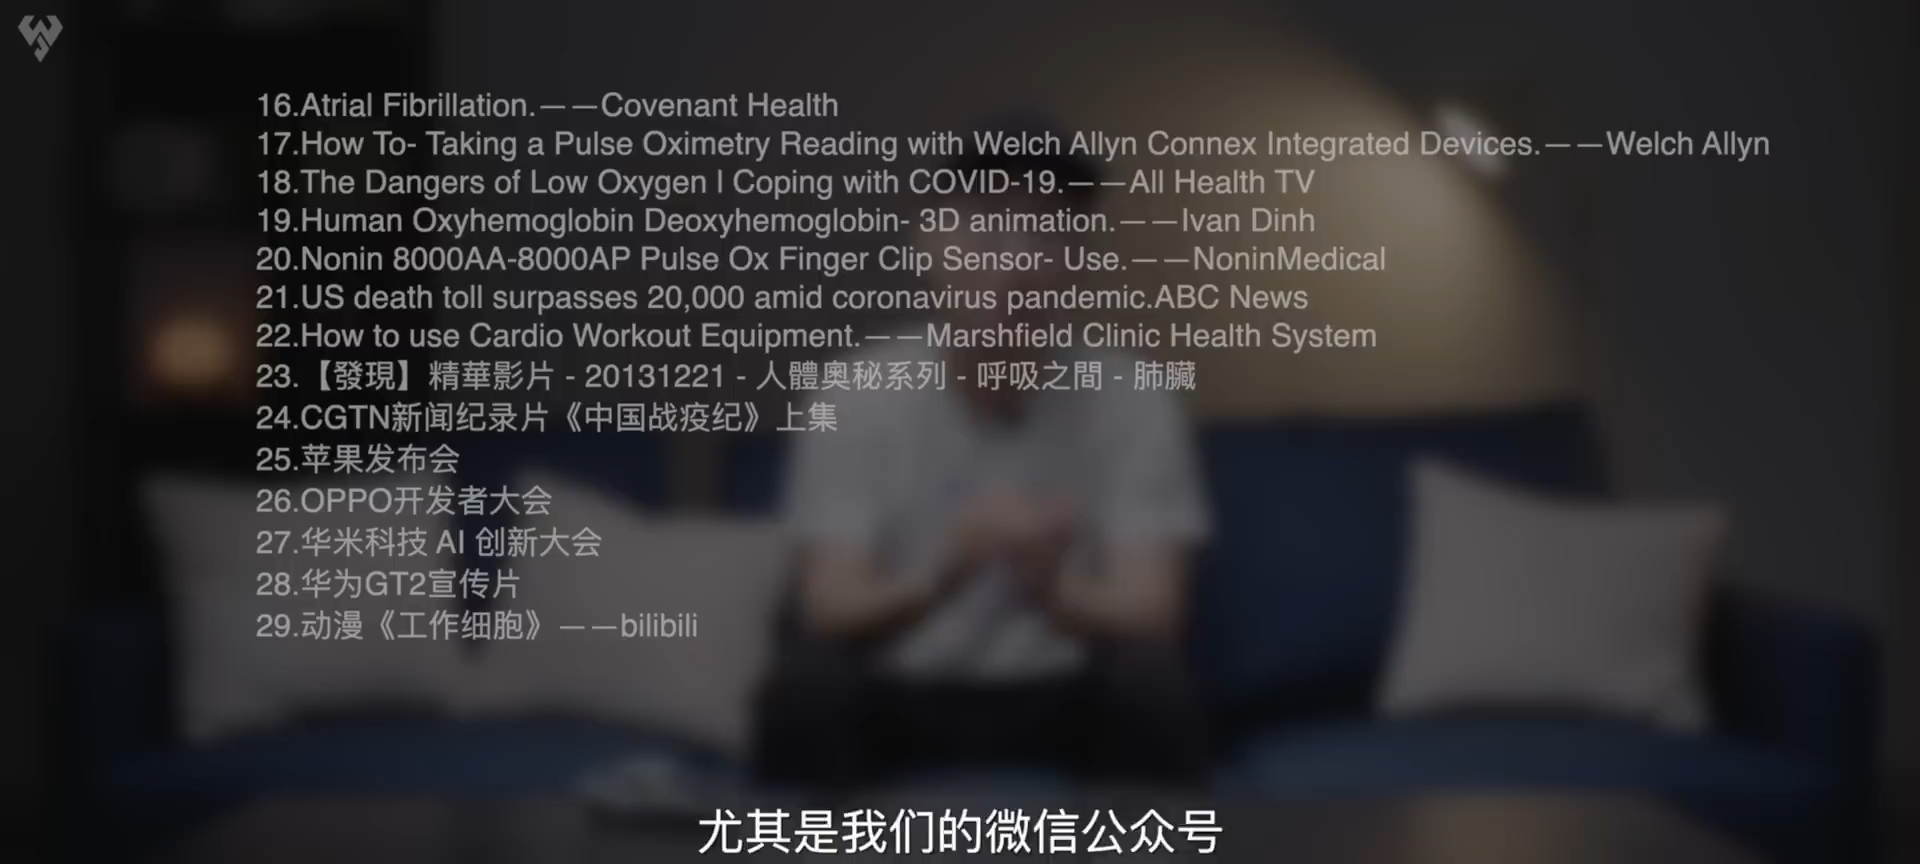 16.Atrial Fibrillation.——Covenant Health
17.How To- Taking a Pulse Oximetry Reading with Welch Allyn Connex Integrated Devices.——Welch Allyn
18.The Dangers of Low Oxygen I Coping with COVID-19.——All Health TV
19.Human Oxyhemoglobin Deoxyhemoglobin- 3D animation.——Ivan Dinh
20.Nonin 8000AA-8000AP Pulse Ox Finger Clip Sensor- Use.——NoninMedical
21.US death toll surpasses 20,000 amid coronavirus pandemic.ABC News
22.How to use Cardio Workout Equipment.——Marshfield Clinic Health System
23.【發現】精華影片 - 20131221 - 人體奧秘系列 - 呼吸之間 - 肺臟
24.CGTN新闻纪录片《中国战疫纪》上集
25.苹果发布会
26.OPPO开发者大会
27.华米科技 AI 创新大会
28.华为GT2宣传片
29.动漫《工作细胞》——bilibili
尤其是我们的微信公众号